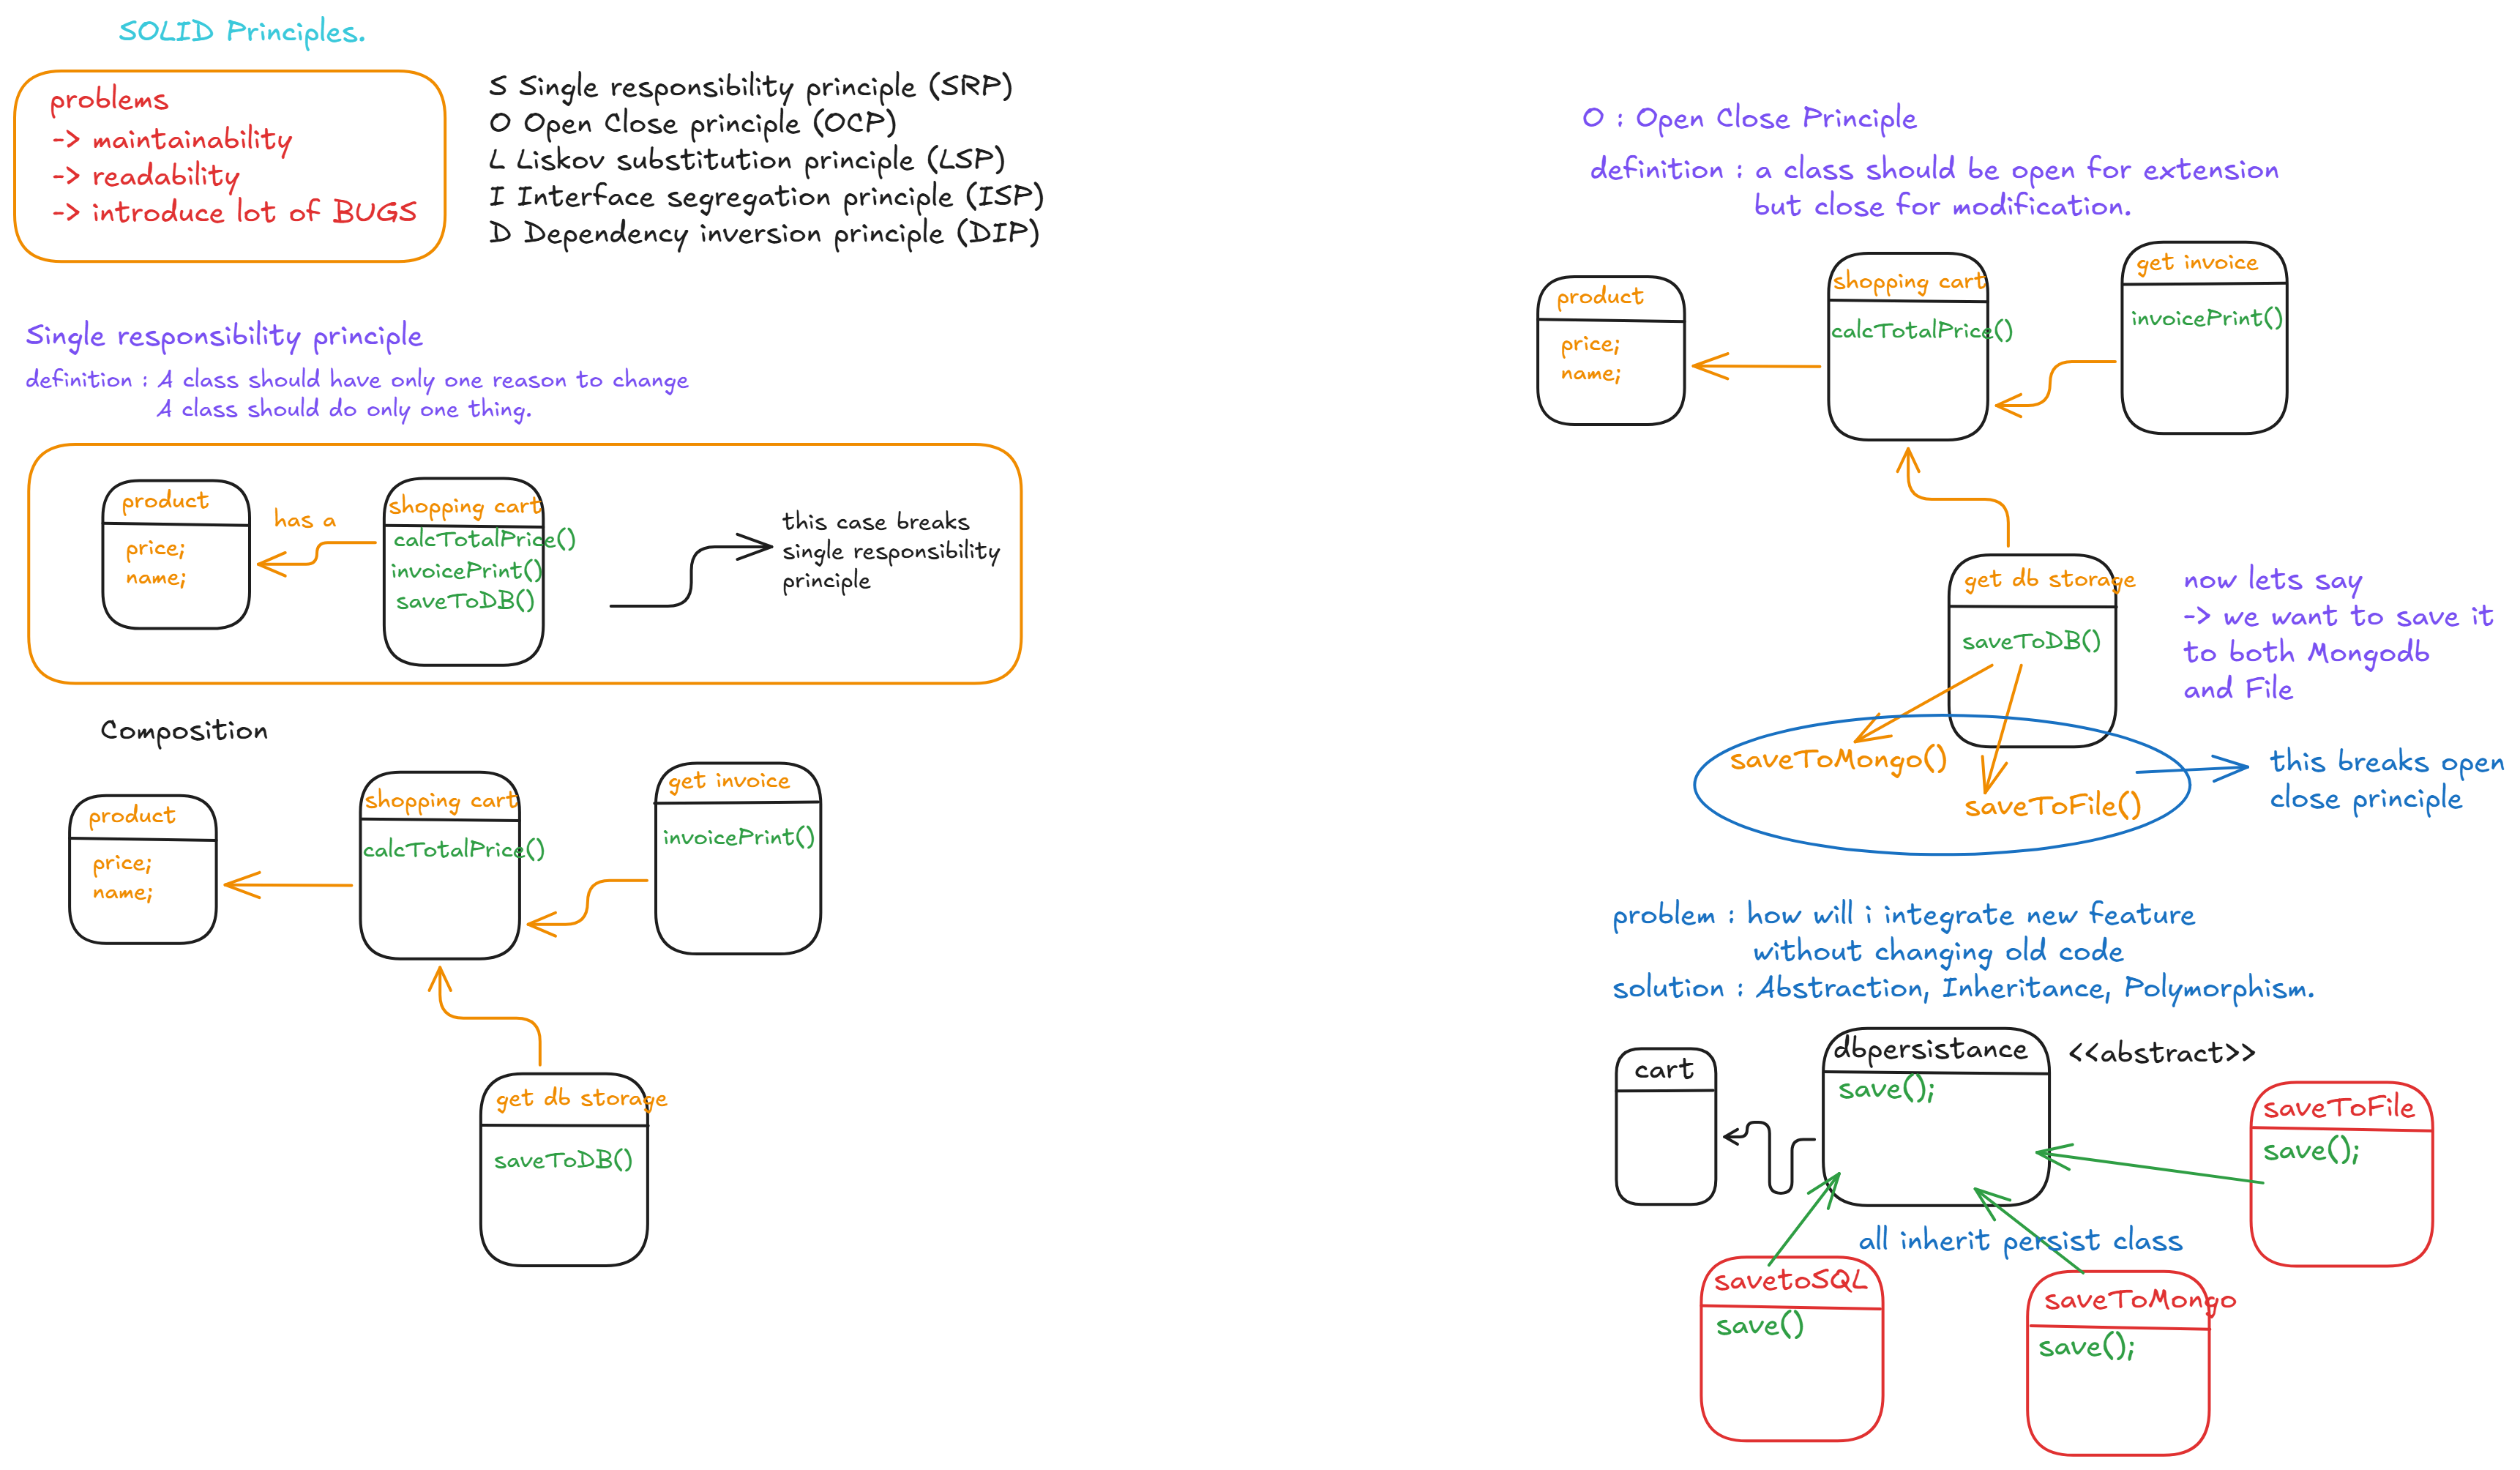 SOLID Principles.
problems
-> maintainability
-> readability
-> introduce lot of BUGS
S Single responsibility principle (SRP)
O Open Close principle (OCP)
L Liskov substitution principle (LSP)
I Interface segregation principle (ISP)
D Dependency inversion principle (DIP)
Single responsibility principle
definition : A class should have only one reason to change
A class should do only one thing.
product
price;
name;
has a
shopping cart
calcTotalPrice()
invoicePrint()
saveToDB()
this case breaks
single responsibility
principle
Composition
product
price;
name;
shopping cart
calcTotalPrice()
get invoice
invoicePrint()
get db storage
saveToDB()
O : Open Close Principle
definition : a class should be open for extension
but close for modification.
product
price;
name;
shopping cart
calcTotalPrice()
get invoice
invoicePrint()
get db storage
saveToDB()
now lets say
-> we want to save it
to both Mongodb
and File
saveToMongo()
saveToFile()
this breaks open
close principle
problem : how will i integrate new feature
without changing old code
solution : Abstraction, Inheritance, Polymorphism.
cart
dbpersistance
save();
<<abstract>>
saveToFile
save();
all inherit persist class
savetoSQL
save()
saveToMongo
save();